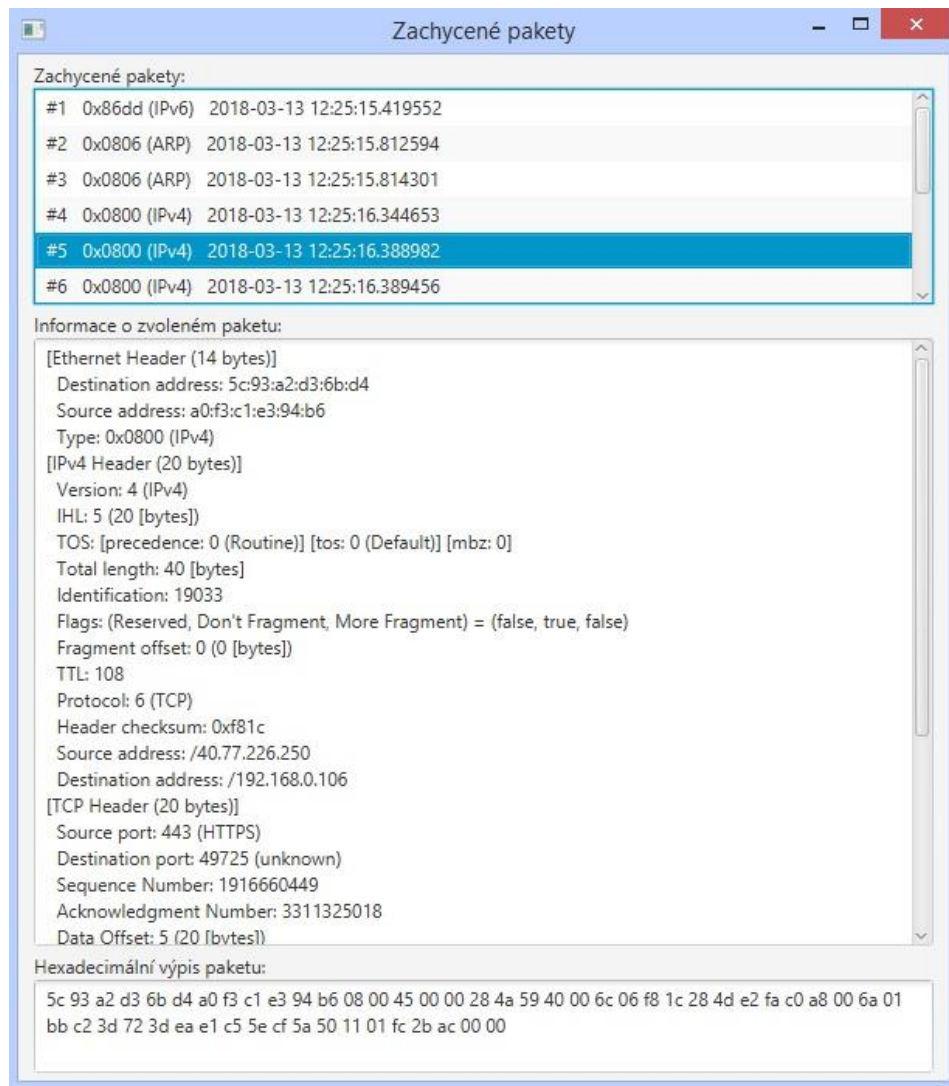 Zachycené pakety
Zachycené pakety:
#1 0x86dd (IPv6) 2018-03-13 12:25:15.419552
#2 0x0806 (ARP) 2018-03-13 12:25:15.812594
#3 0x0806 (ARP) 2018-03-13 12:25:15.814301
#4 0x0800 (IPv4) 2018-03-13 12:25:16.344653
#5 0x0800 (IPv4) 2018-03-13 12:25:16.388982
#6 0x0800 (IPv4) 2018-03-13 12:25:16.389456
Informace o zvoleném paketu:
[Ethernet Header (14 bytes)]
Destination address: 5c:93:a2:d3:6b:d4
Source address: a0:f3:c1:e3:94:b6
Type: 0x0800 (IPv4)
[IPv4 Header (20 bytes)]
Version: 4 (IPv4)
IHL: 5 (20 [bytes])
TOS: [precedence: 0 (Routine)] [tos: 0 (Default)] [mbz: 0]
Total length: 40 [bytes]
Identification: 19033
Flags: (Reserved, Don't Fragment, More Fragment) = (false, true, false)
Fragment offset: 0 (0 [bytes])
TTL: 108
Protocol: 6 (TCP)
Header checksum: 0xf81c
Source address: /40.77.226.250
Destination address: /192.168.0.106
[TCP Header (20 bytes)]
Source port: 443 (HTTPS)
Destination port: 49725 (unknown)
Sequence Number: 1916660449
Acknowledgment Number: 3311325018
Data Offset: 5 (20 [bytes])
Hexadecimální výpis paketu:
5c 93 a2 d3 6b d4 a0 f3 c1 e3 94 b6 08 00 45 00 00 28 4a 59 40 00 6c 06 f8 1c 28 4d e2 fa c0 a8 00 6a 01
bb c2 3d 72 3d ea e1 c5 5e cf 5a 50 11 01 fc 2b ac 00 00